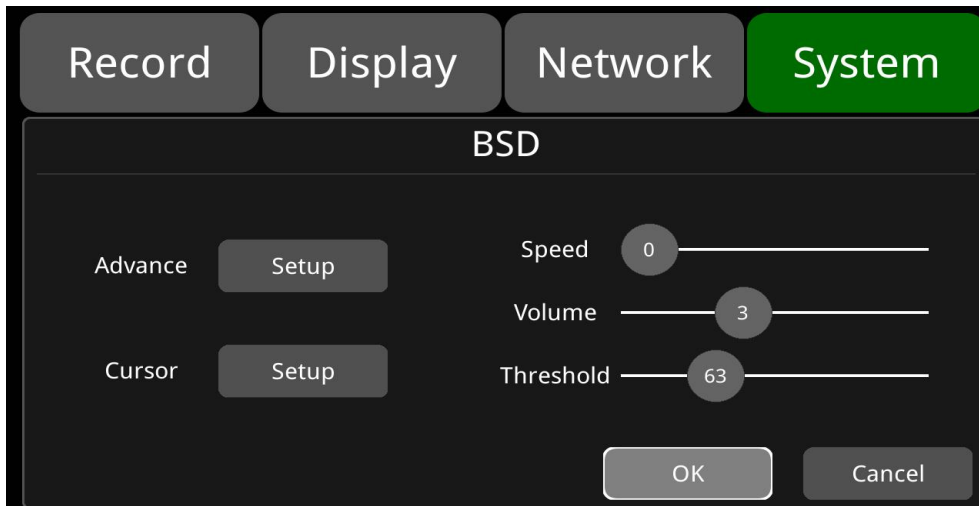 Record Display Network System
BSD
Advance Setup
Cursor Setup
Speed 0
Volume 3
Threshold 63
OK Cancel